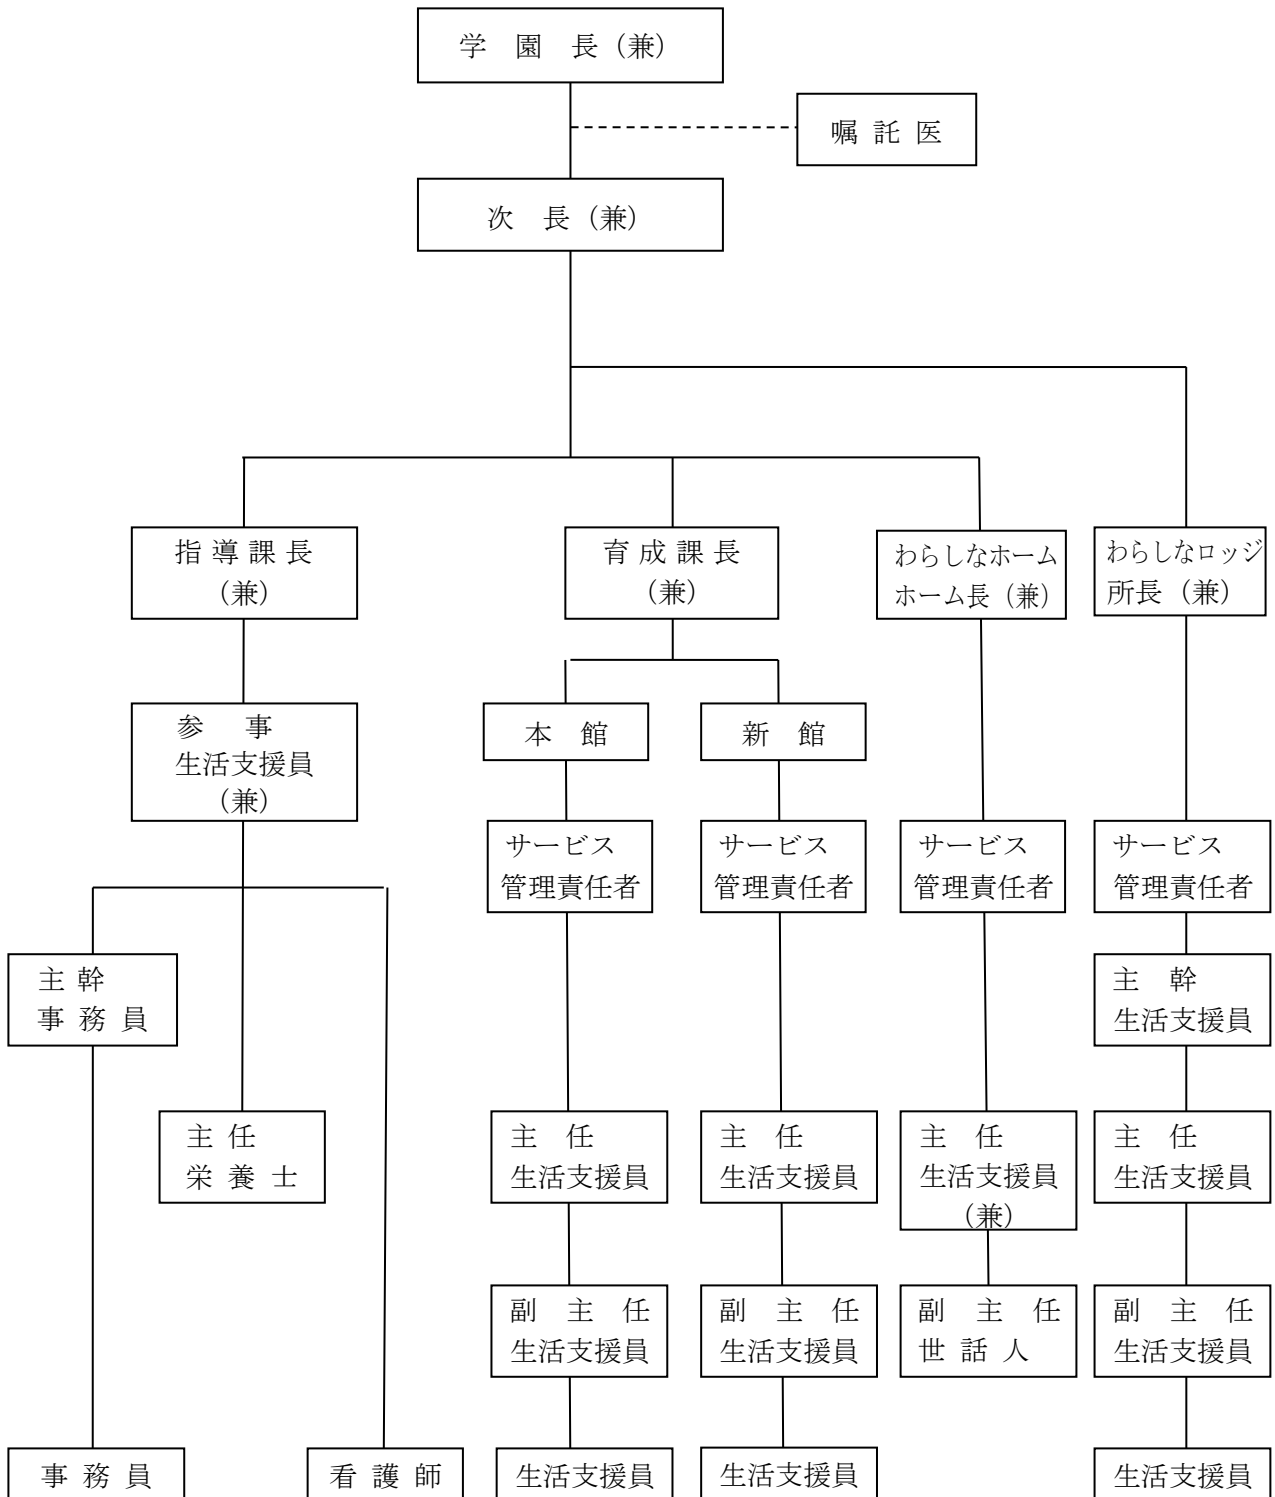 学　園　長（兼）
嘱 託 医
次　長（兼）
指 導 課 長
（兼）
育 成 課 長
（兼）
わらしなホーム
ホーム長（兼）
わらしなロッジ
所長（兼）
参　事
生活支援員
（兼）
本　館
新　館
サービス
管理責任者
サービス
管理責任者
サービス
管理責任者
サービス
管理責任者
主 幹
事 務 員
主　幹
生活支援員
主 任
栄 養 士
主　任
生活支援員
主　任
生活支援員
主　任
生活支援員
（兼）
主　任
生活支援員
副　主　任
生活支援員
副　主　任
生活支援員
副　主　任
世 話 人
副　主　任
生活支援員
事 務 員
看 護 師
生活支援員
生活支援員
生活支援員